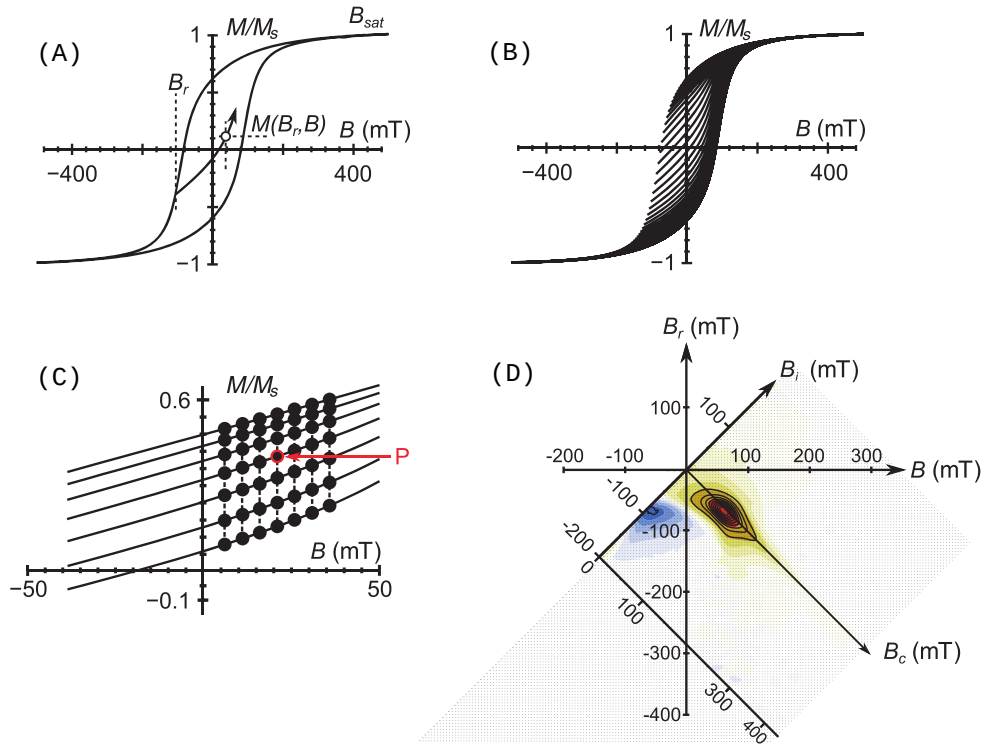 (A)
M/Ms
Bsat
1
Br
M(Br,B)
B (mT)
−400
400
−1
(B)
M/Ms
1
B (mT)
−400
400
−1
(C)
M/Ms
0.6
P
B (mT)
−50
50
−0.1
(D)
Br (mT)
Bi (mT)
100
100
-200
-100
100
200
300
B (mT)
-100
-200
0
100
300
400
-100
-200
-300
-400
Bc (mT)